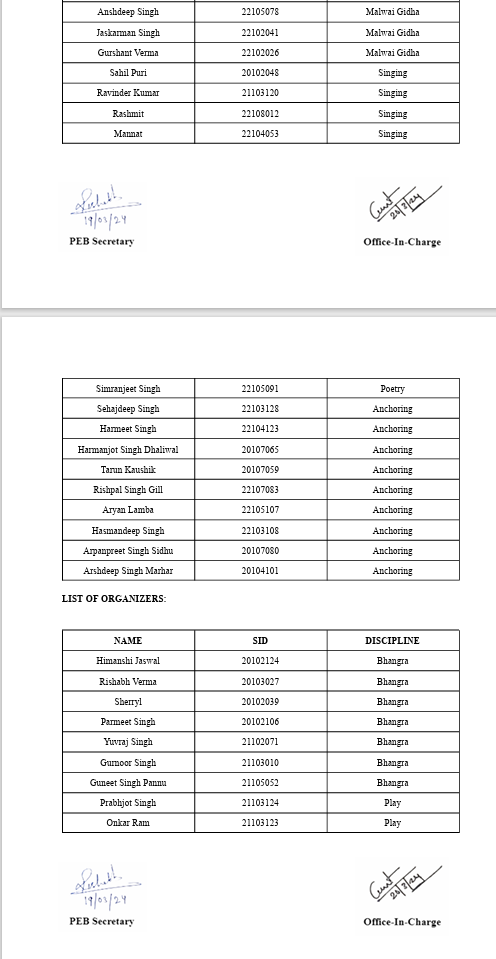 Anshdeep Singh 22105078 Malwai Gidha
Jaskarman Singh 22102041 Malwai Gidha
Gurshant Verma 22102026 Malwai Gidha
Sahil Puri 20102048 Singing
Ravinder Kumar 21103120 Singing
Rashmit 22108012 Singing
Mannat 22104053 Singing
19/02/24 20/2/24
PEB Secretary Office-In-Charge
Simranjeet Singh 22105091 Poetry
Sehajdeep Singh 22103128 Anchoring
Harmeet Singh 22104123 Anchoring
Harmanjot Singh Dhaliwal 20107065 Anchoring
Tarun Kaushik 20107059 Anchoring
Rishpal Singh Gill 22107083 Anchoring
Aryan Lamba 22105107 Anchoring
Hasmandeep Singh 22103108 Anchoring
Arpanpreet Singh Sidhu 20107080 Anchoring
Arshdeep Singh Marhar 20104101 Anchoring
LIST OF ORGANIZERS:
NAME SID DISCIPLINE
Himanshi Jaswal 20102124 Bhangra
Rishabh Verma 20103027 Bhangra
Sherryl 20102039 Bhangra
Parmeet Singh 20102106 Bhangra
Yuvraj Singh 21102071 Bhangra
Gurnoor Singh 21103010 Bhangra
Guneet Singh Pannu 21105052 Bhangra
Prabhjot Singh 21103124 Play
Onkar Ram 21103123 Play
19/02/24 20/2/24
PEB Secretary Office-In-Charge